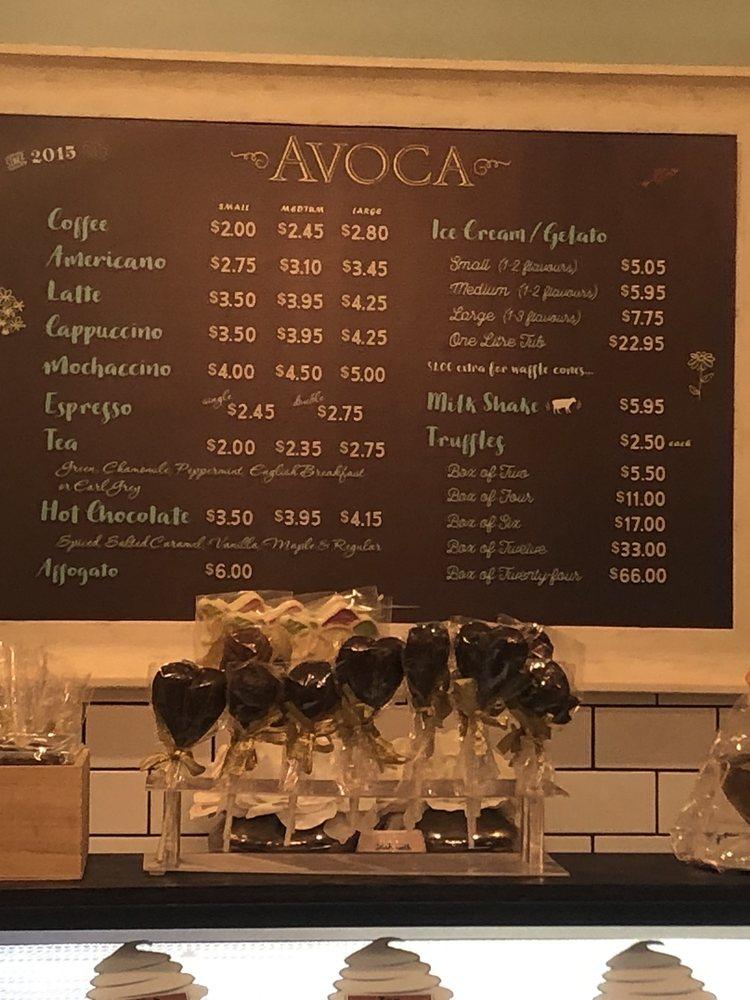 2015
AVOCA
SMALL MEDIUM LARGE
Coffee $2.00 $2.45 $2.80
Americano $2.75 $3.10 $3.45
Latte $3.50 $3.95 $4.25
Cappuccino $3.50 $3.95 $4.25
Mochaccino $4.00 $4.50 $5.00
Espresso single $2.45 double $2.75
Tea $2.00 $2.35 $2.75
Green, Chamomile, Peppermint, English Breakfast
or Earl Grey
Hot Chocolate $3.50 $3.95 $4.15
Spiced, Salted Caramel, Vanilla, Maple & Regular
Affogato $6.00
Ice Cream/Gelato
Small (1-2 flavours) $5.05
Medium (1-2 flavours) $5.95
Large (1-3 flavours) $7.75
One Litre Tub $22.95
extra for waffle cones...
Milk Shake $5.95
Truffles $2.50 each
Box of Two $5.50
Box of Four $11.00
Box of Six $17.00
Box of Twelve $33.00
Box of Twenty-four $66.00